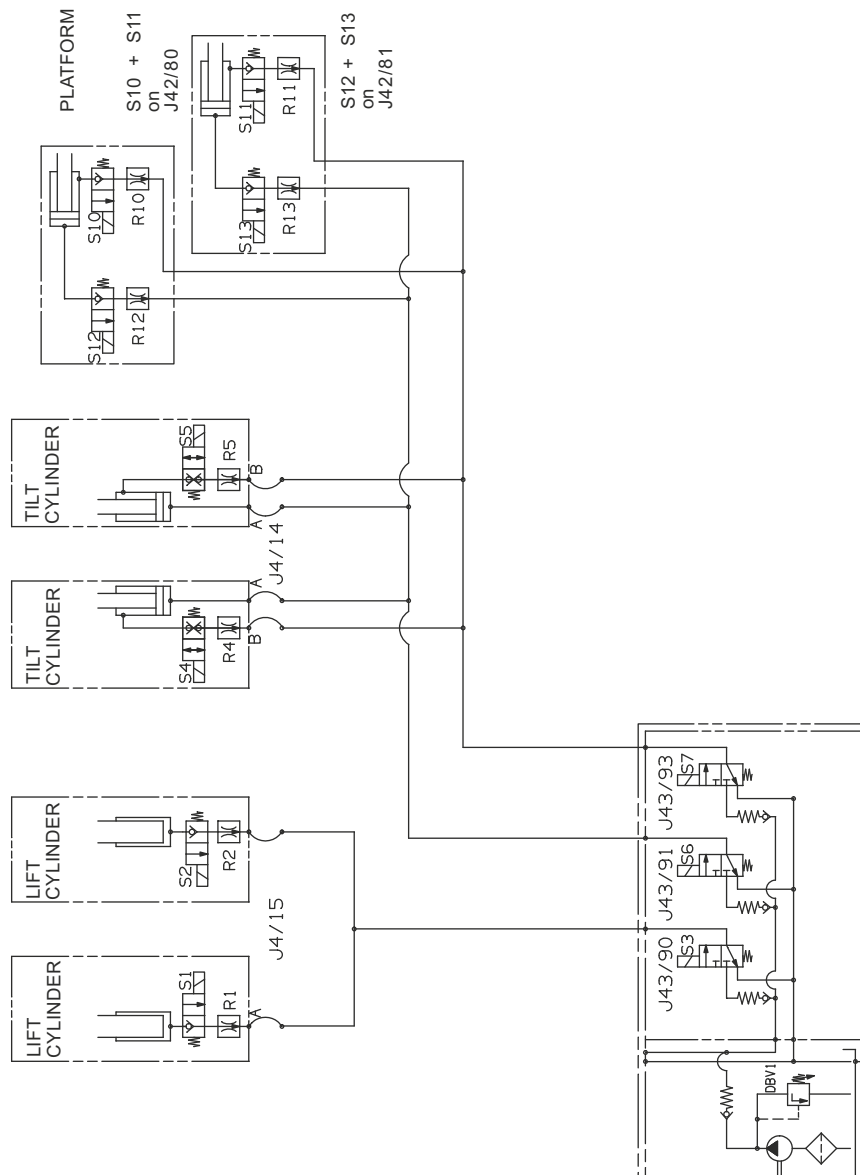 PLATFORM
S10 + S11
on
J42/80
S12 + S13
on
J42/81
S11
R11
S13
R13
S10
R10
S12
R12
TILT
CYLINDER
S5
R5
B
A
J4/14
TILT
CYLINDER
S4
R4
A
B
LIFT
CYLINDER
S2
R2
J4/15
LIFT
CYLINDER
S1
R1
A
J43/93
S7
J43/91
S6
J43/90
S3
DBV1